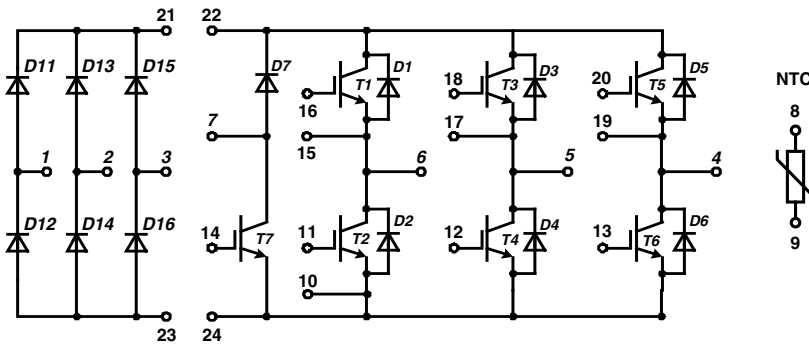 21 22
D11 D13 D15 D7 T1 D1 T3 D3 T5 D5 NTC
16 18 20 8
7 15 17 19
1 2 3 6 5 4
D12 D14 D16 14 T7 11 T2 D2 12 T4 D4 13 T6 D6 9
10
23 24